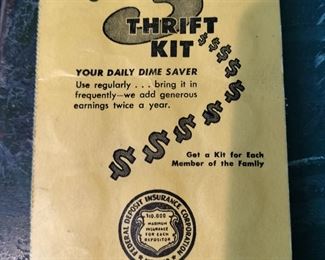 THRIFT
KIT
YOUR DAILY DIME SAVER
Use regularly . . . bring it in
frequently—we add generous
earnings twice a year.
$ $ $ $ $ $ $ $ $ $ $ $
Get a Kit for Each
Member of the Family
FEDERAL DEPOSIT INSURANCE CORPORATION
$10,000
MAXIMUM
INSURANCE
FOR EACH
DEPOSITOR